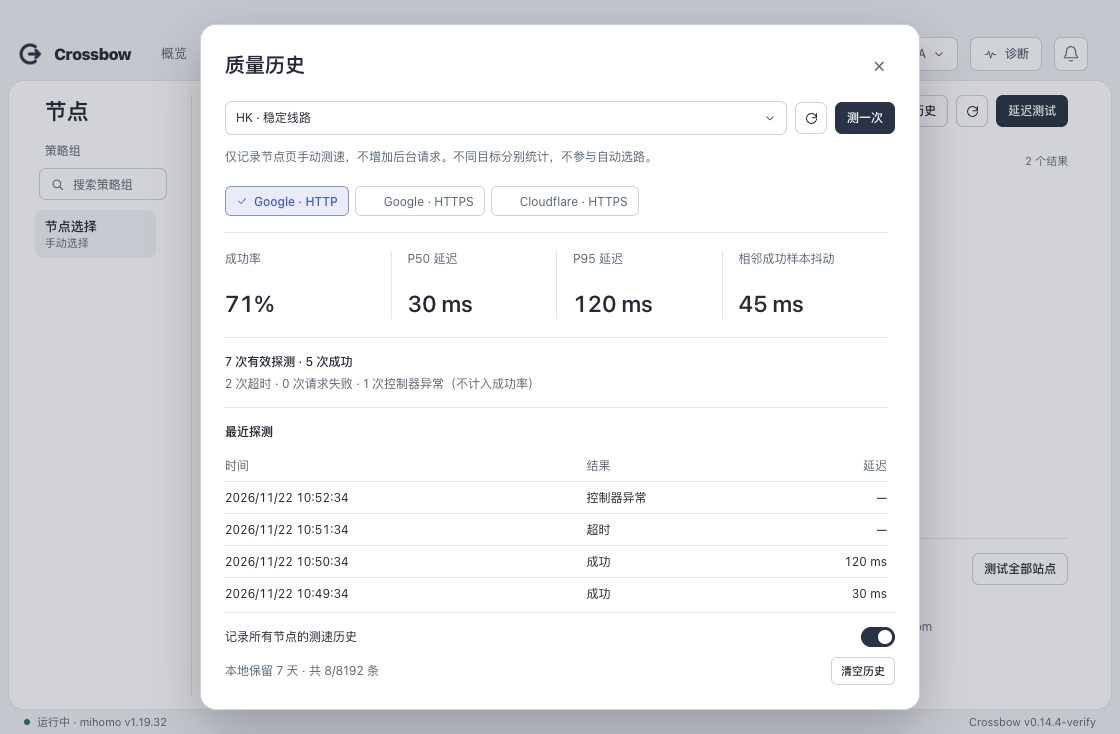 Crossbow
概览
A
诊断
节点
策略组
搜索策略组
节点选择
手动选择
质量历史
HK · 稳定线路
测一次
仅记录节点页手动测速，不增加后台请求。不同目标分别统计，不参与自动选路。
Google · HTTP
Google · HTTPS
Cloudflare · HTTPS
成功率
P50 延迟
P95 延迟
相邻成功样本抖动
71%
30 ms
120 ms
45 ms
7 次有效探测 · 5 次成功
2 次超时 · 0 次请求失败 · 1 次控制器异常（不计入成功率）
最近探测
时间 结果 延迟
2026/11/22 10:52:34 控制器异常 —
2026/11/22 10:51:34 超时 —
2026/11/22 10:50:34 成功 120 ms
2026/11/22 10:49:34 成功 30 ms
记录所有节点的测速历史
本地保留 7 天 · 共 8/8192 条
清空历史
史
延迟测试
2 个结果
测试全部站点
om
运行中 · mihomo v1.19.32
Crossbow v0.14.4-verify